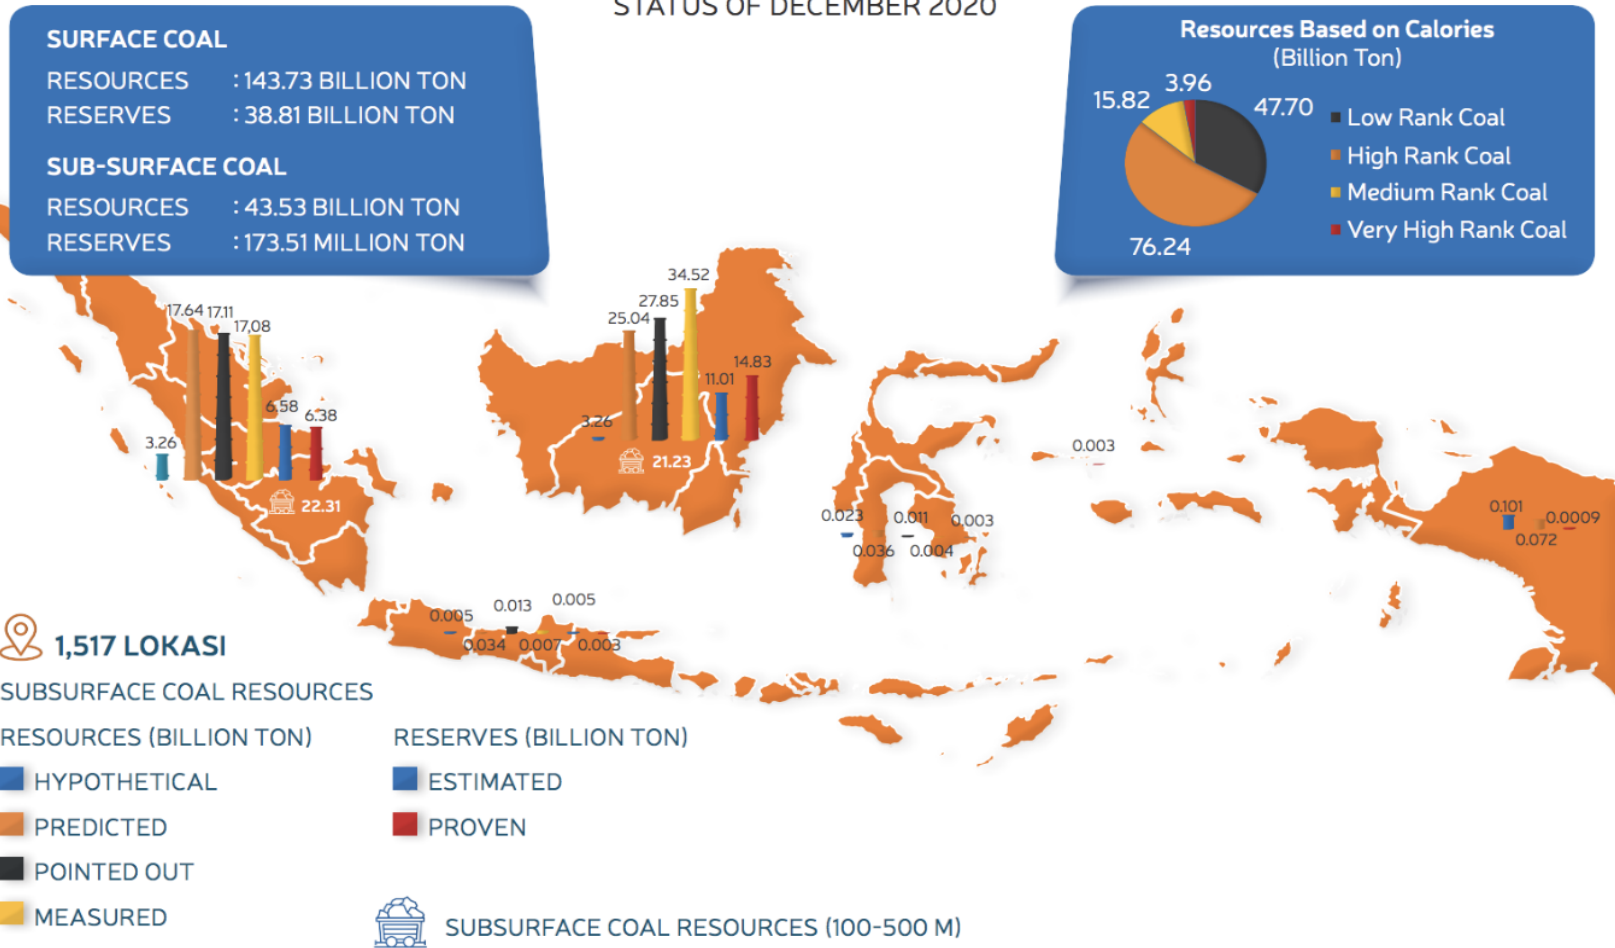 STATUS OF DECEMBER 2020
SURFACE COAL
RESOURCES : 143.73 BILLION TON
RESERVES : 38.81 BILLION TON
SUB-SURFACE COAL
RESOURCES : 43.53 BILLION TON
RESERVES : 173.51 MILLION TON
Resources Based on Calories
(Billion Ton)
3.96
15.82
47.70
76.24
Low Rank Coal
High Rank Coal
Medium Rank Coal
Very High Rank Coal
17.64 17.11
17,08
6.58
6.38
3.26
22.31
34.52
27.85
25.04
14.83
11.01
3.26
21.23
0.003
0.023
0.011
0.003
0.036
0.004
0.101
0.0009
0.072
0.005
0.013
0.005
0.034
0.007
0.003
1,517 LOKASI
SUBSURFACE COAL RESOURCES
RESOURCES (BILLION TON)
HYPOTHETICAL
PREDICTED
POINTED OUT
MEASURED
RESERVES (BILLION TON)
ESTIMATED
PROVEN
SUBSURFACE COAL RESOURCES (100-500 M)